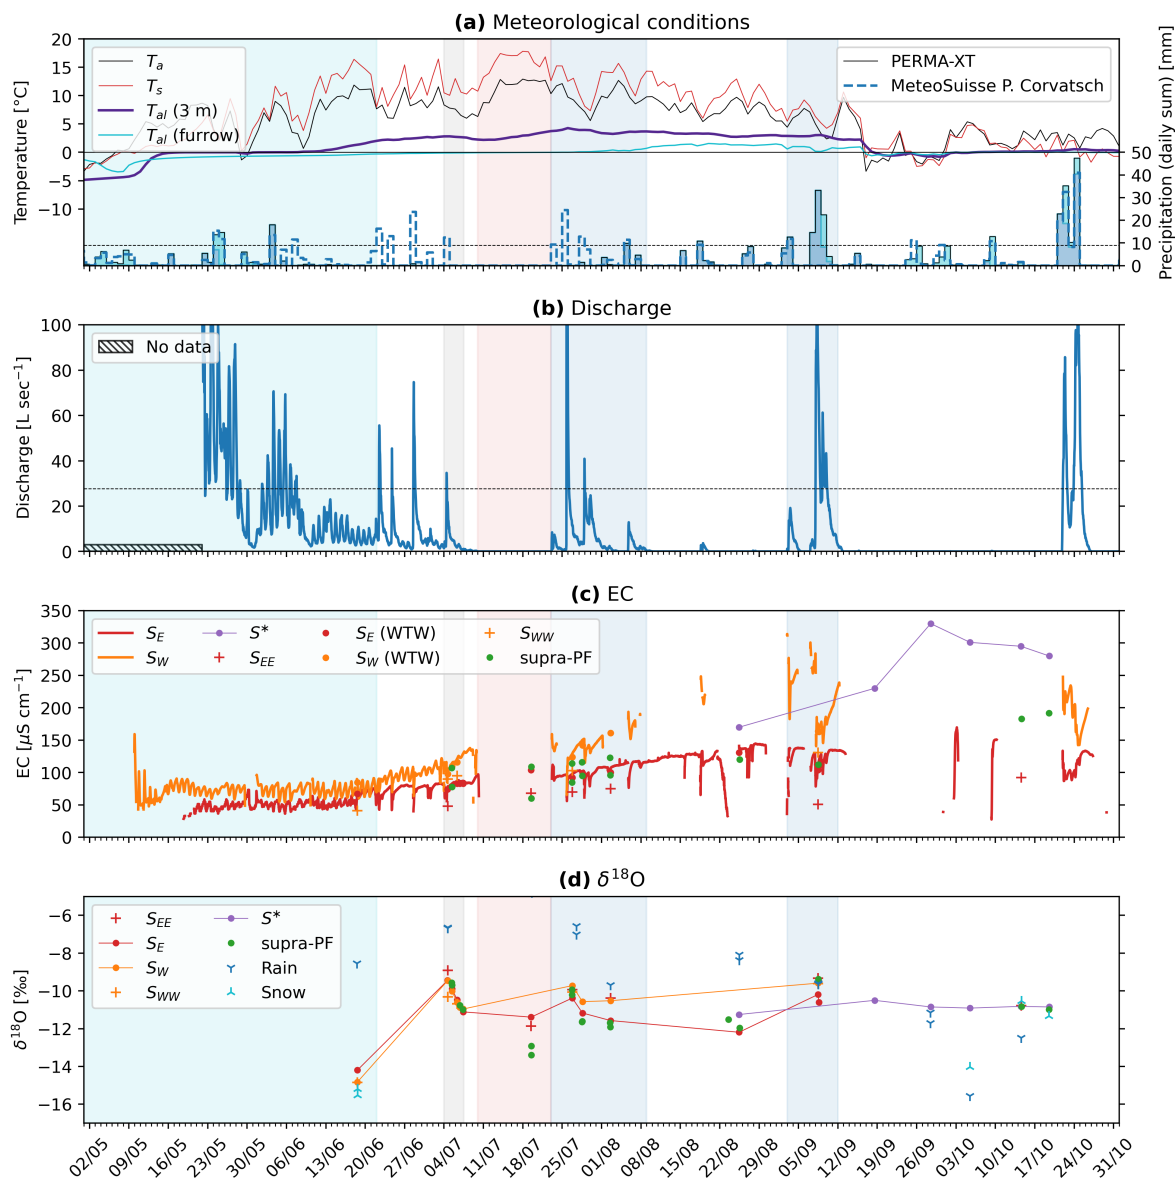 (a) Meteorological conditions
20
15
10
5
0
−5
−10
Temperature [°C]
T_a
T_s
T_al (3 m)
T_al (furrow)
PERMA-XT
MeteoSuisse P. Corvatsch
50
40
30
20
10
0
Precipitation (daily sum) [mm]
(b) Discharge
100
80
60
40
20
0
Discharge [L sec⁻¹]
No data
(c) EC
350
300
250
200
150
100
50
0
EC [μS cm⁻¹]
S_E S* S_E (WTW) S_WW
S_W S_EE S_W (WTW) supra-PF
(d) δ¹⁸O
−6
−8
−10
−12
−14
−16
δ¹⁸O [‰]
S_EE S*
S_E supra-PF
S_W Rain
S_WW Snow
02/05 09/05 16/05 23/05 30/05 06/06 13/06 20/06 27/06 04/07 11/07 18/07 25/07 01/08 08/08 15/08 22/08 29/08 05/09 12/09 19/09 26/09 03/10 10/10 17/10 24/10 31/10